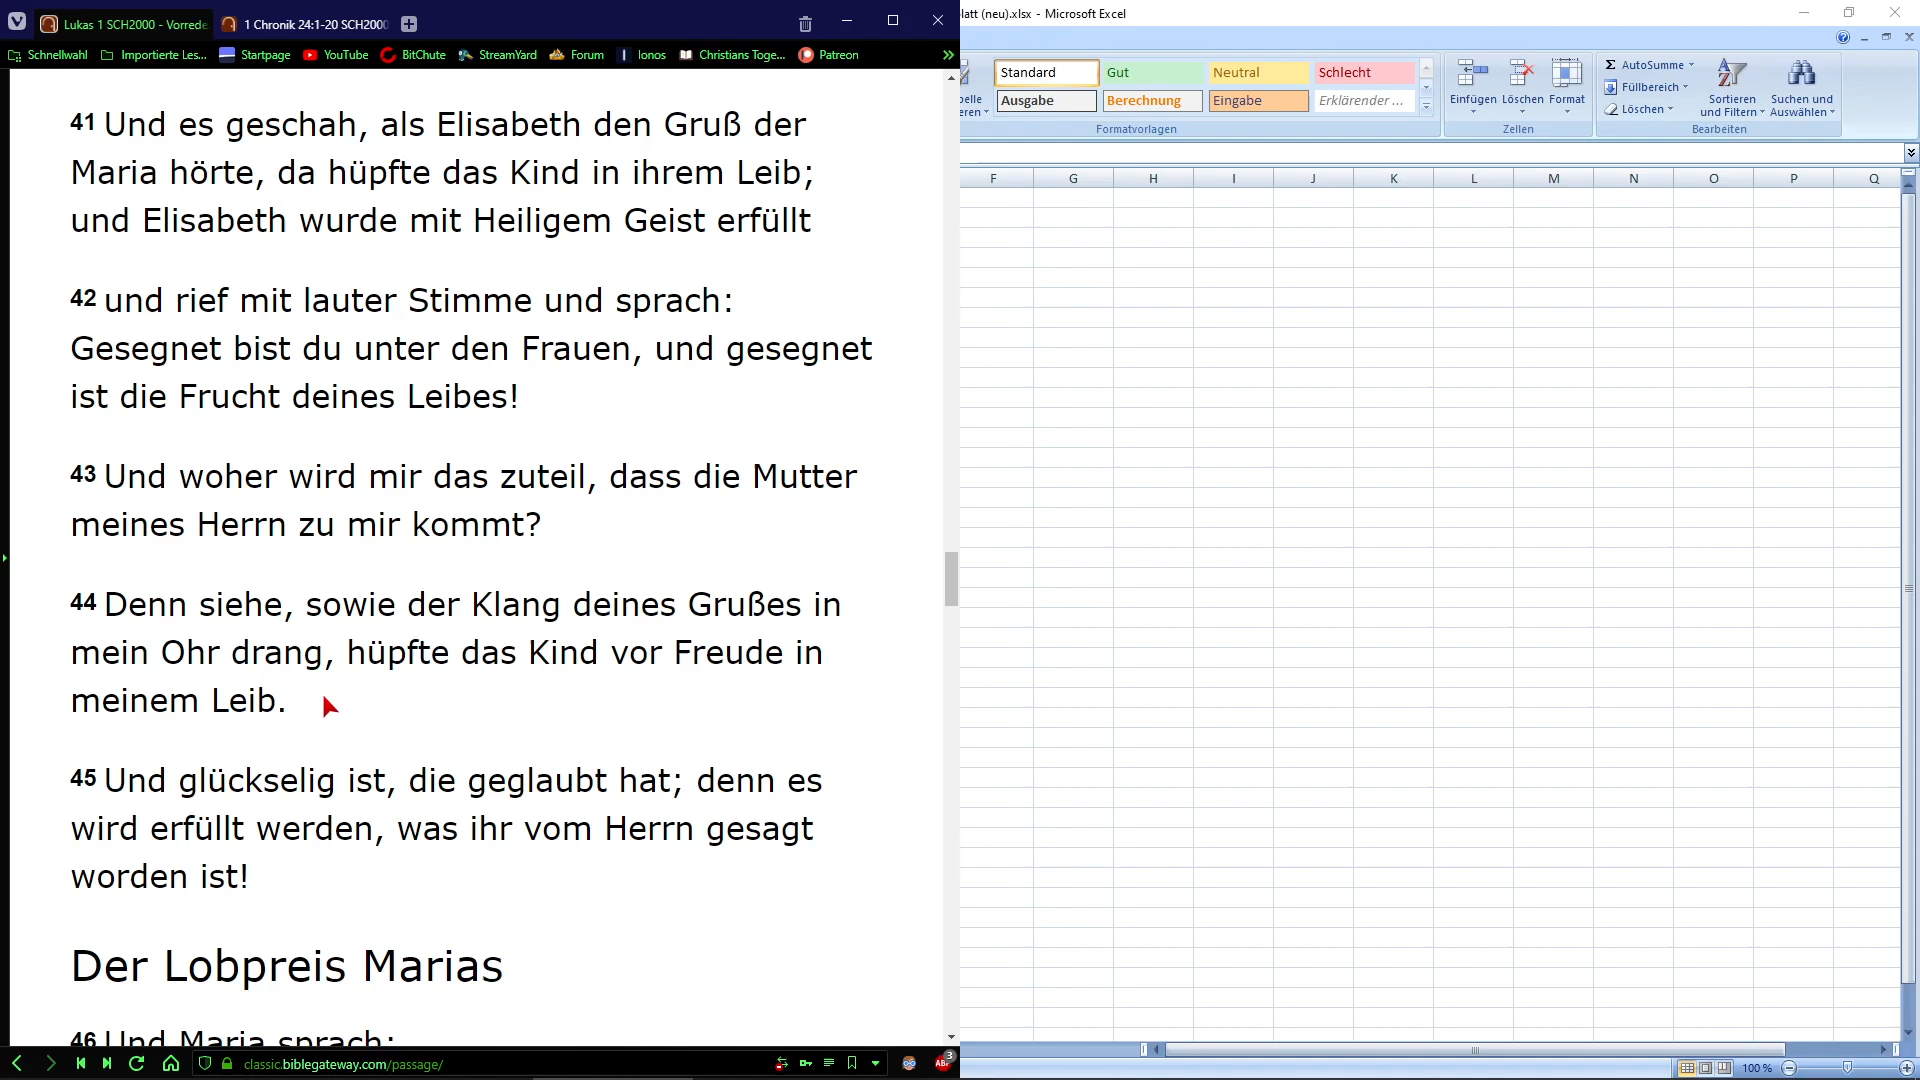 Lukas 1 SCH2000 - Vorrede
1 Chronik 24:1-20 SCH2000
Schnellwahl
Importierte Les...
Startpage
YouTube
BitChute
StreamYard
Forum
Ionos
Christians Toge...
Patreon
41 Und es geschah, als Elisabeth den Gruß der
Maria hörte, da hüpfte das Kind in ihrem Leib;
und Elisabeth wurde mit Heiligem Geist erfüllt
42 und rief mit lauter Stimme und sprach:
Gesegnet bist du unter den Frauen, und gesegnet
ist die Frucht deines Leibes!
43 Und woher wird mir das zuteil, dass die Mutter
meines Herrn zu mir kommt?
44 Denn siehe, sowie der Klang deines Grußes in
mein Ohr drang, hüpfte das Kind vor Freude in
meinem Leib.
45 Und glückselig ist, die geglaubt hat; denn es
wird erfüllt werden, was ihr vom Herrn gesagt
worden ist!
Der Lobpreis Marias
46 Und Maria sprach:
classic.biblegateway.com/passage/
ABP
3
latt (neu).xlsx - Microsoft Excel
elle
eren
Standard
Gut
Neutral
Schlecht
Ausgabe
Berechnung
Eingabe
Erklärender ...
Formatvorlagen
Einfügen
Löschen
Format
Zellen
Σ AutoSumme
Füllbereich
Löschen
Sortieren
und Filtern
Suchen und
Auswählen
Bearbeiten
F G H I J K L M N O P Q
100 %